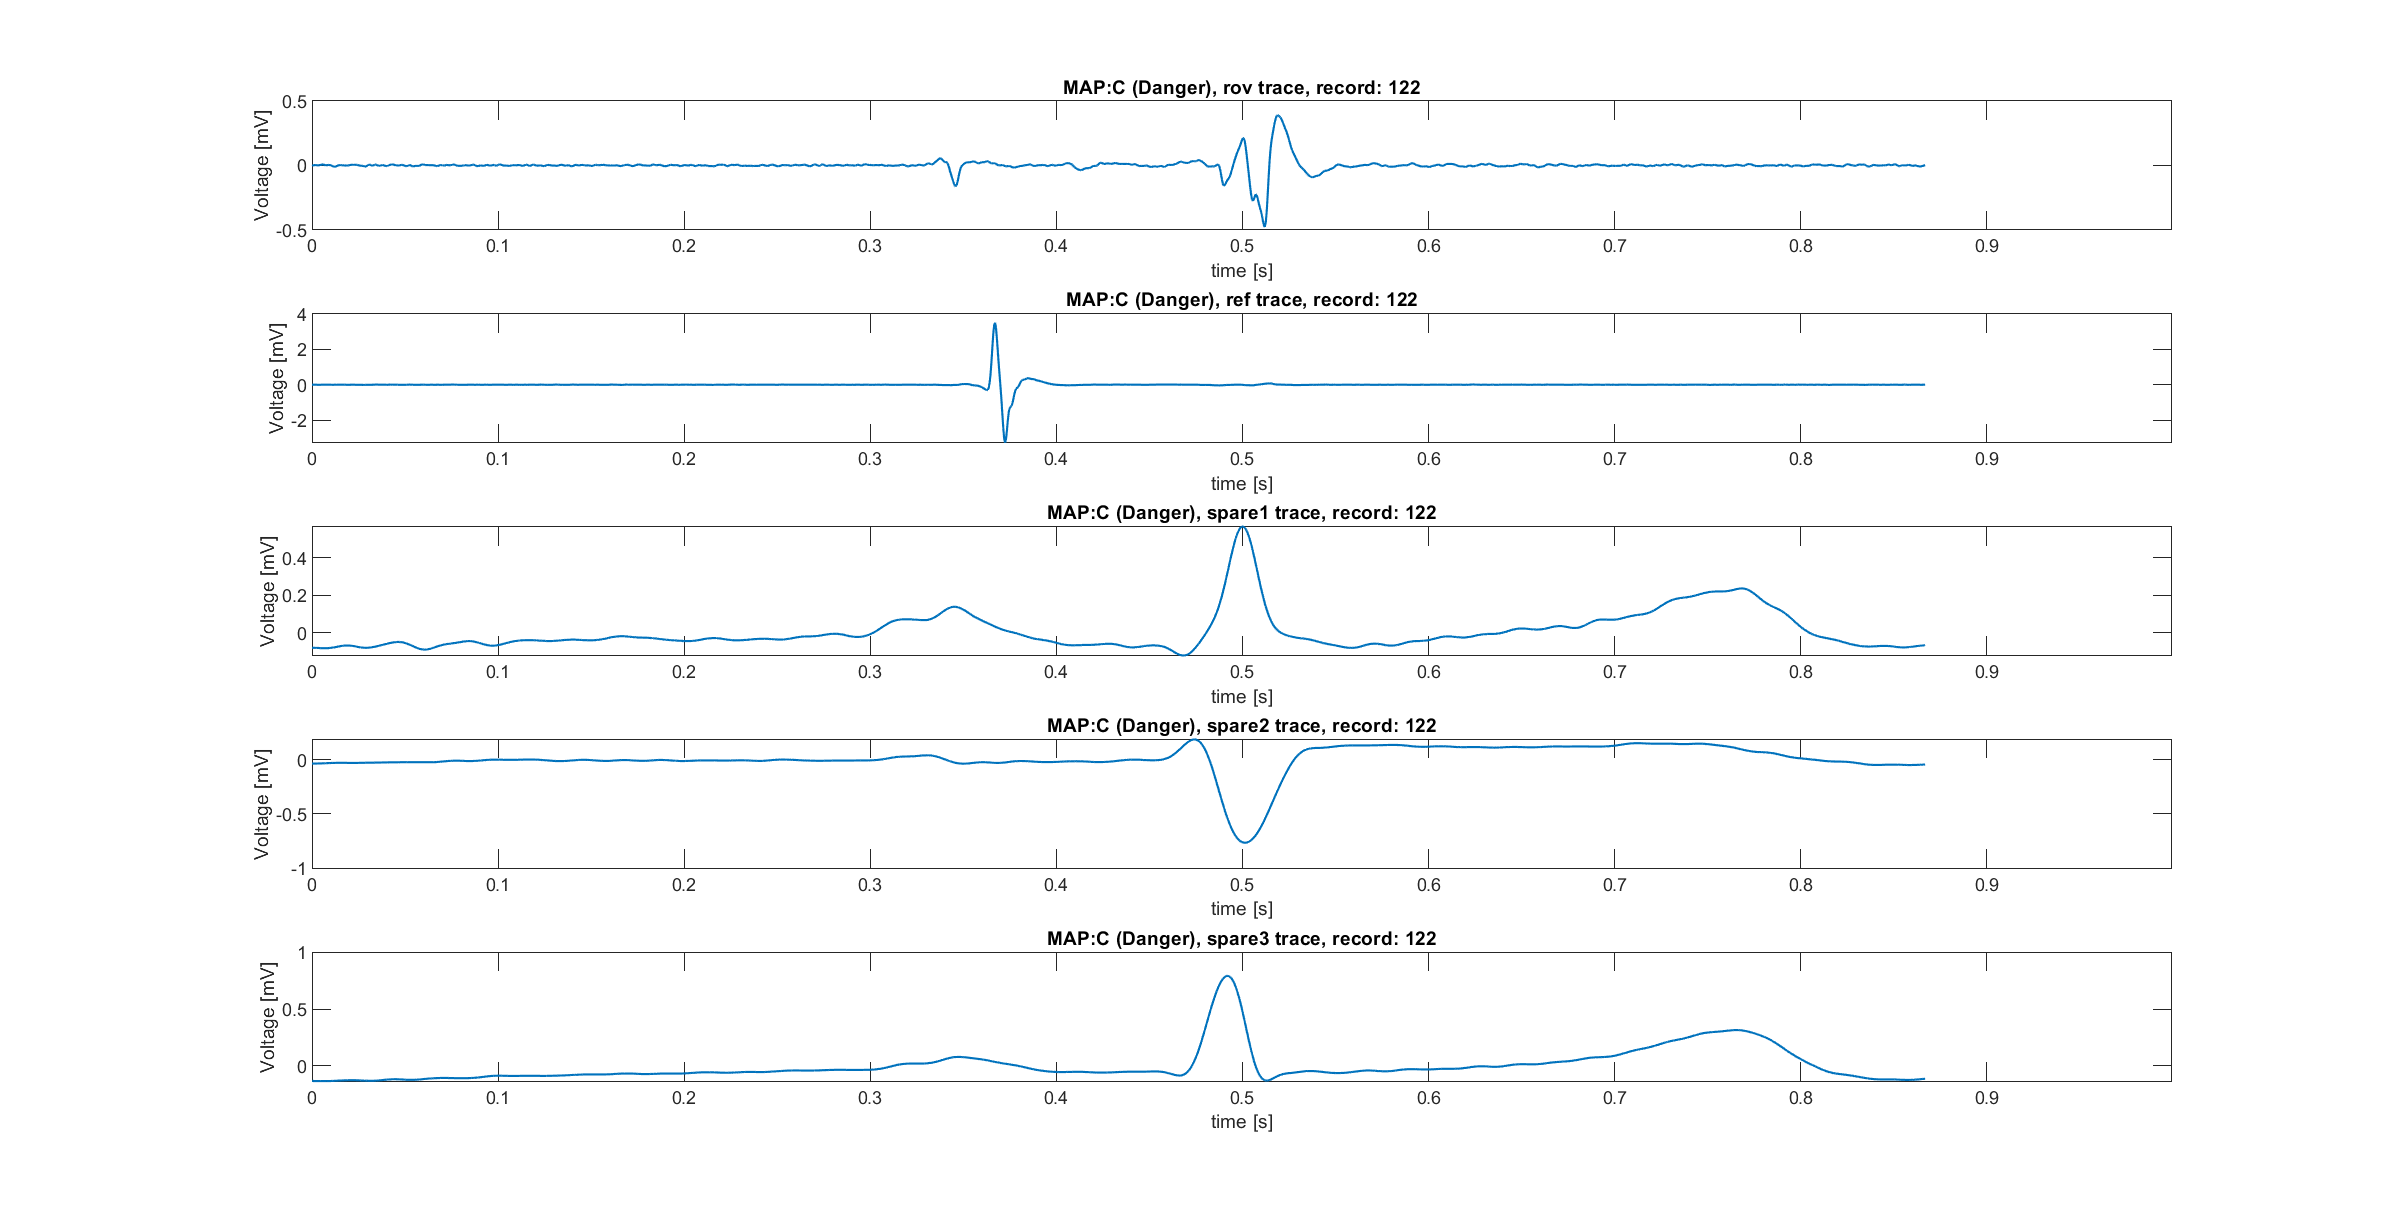 MAP:C (Danger), rov trace, record: 122
Voltage [mV]
0.5
0
-0.5
0 0.1 0.2 0.3 0.4 0.5 0.6 0.7 0.8 0.9
time [s]
MAP:C (Danger), ref trace, record: 122
Voltage [mV]
4
2
0
-2
0 0.1 0.2 0.3 0.4 0.5 0.6 0.7 0.8 0.9
time [s]
MAP:C (Danger), spare1 trace, record: 122
Voltage [mV]
0.4
0.2
0
0 0.1 0.2 0.3 0.4 0.5 0.6 0.7 0.8 0.9
time [s]
MAP:C (Danger), spare2 trace, record: 122
Voltage [mV]
0
-0.5
-1
0 0.1 0.2 0.3 0.4 0.5 0.6 0.7 0.8 0.9
time [s]
MAP:C (Danger), spare3 trace, record: 122
Voltage [mV]
1
0.5
0
0 0.1 0.2 0.3 0.4 0.5 0.6 0.7 0.8 0.9
time [s]